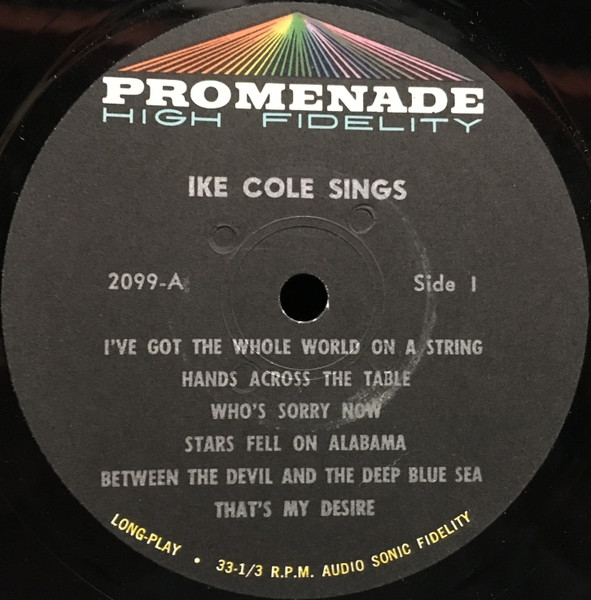 PROMENADE
HIGH FIDELITY
IKE COLE SINGS
2099-A
Side 1
I'VE GOT THE WHOLE WORLD ON A STRING
HANDS ACROSS THE TABLE
WHO'S SORRY NOW
STARS FELL ON ALABAMA
BETWEEN THE DEVIL AND THE DEEP BLUE SEA
THAT'S MY DESIRE
LONG-PLAY • 33-1/3 R.P.M. AUDIO SONIC FIDELITY